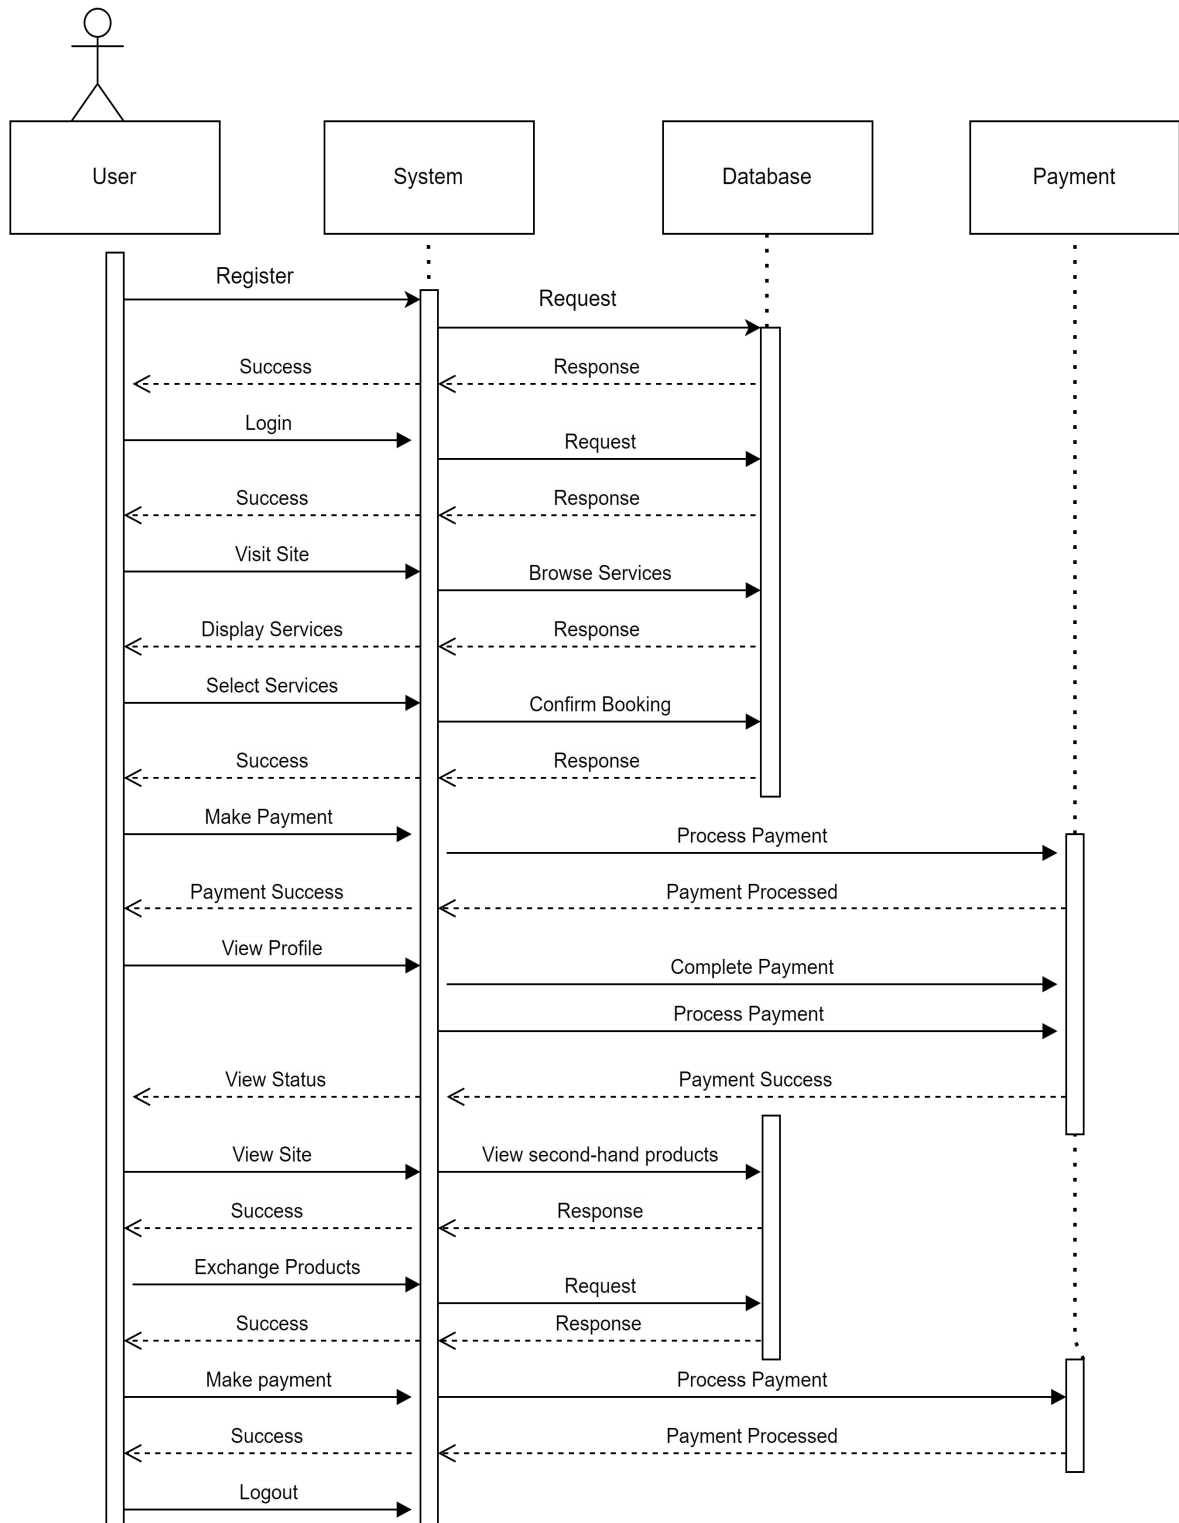 User
System
Database
Payment
Register
Request
Success
Response
Login
Request
Success
Response
Visit Site
Browse Services
Display Services
Response
Select Services
Confirm Booking
Success
Response
Make Payment
Process Payment
Payment Success
Payment Processed
View Profile
Complete Payment
Process Payment
View Status
Payment Success
View Site
View second-hand products
Success
Response
Exchange Products
Request
Success
Response
Make payment
Process Payment
Success
Payment Processed
Logout